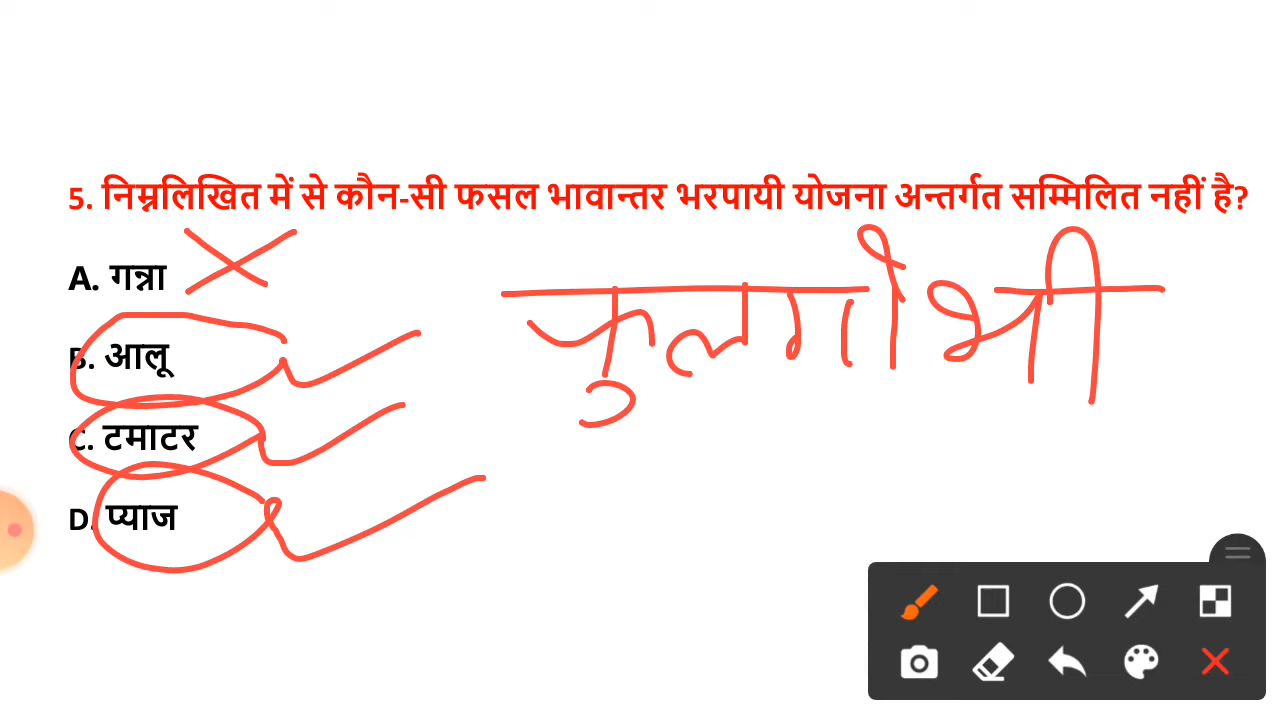 5. निम्नलिखित में से कौन-सी फसल भावान्तर भरपायी योजना अन्तर्गत सम्मिलित नहीं है?
A. गन्ना
फुलगोभी
B. आलू
C. टमाटर
D. प्याज